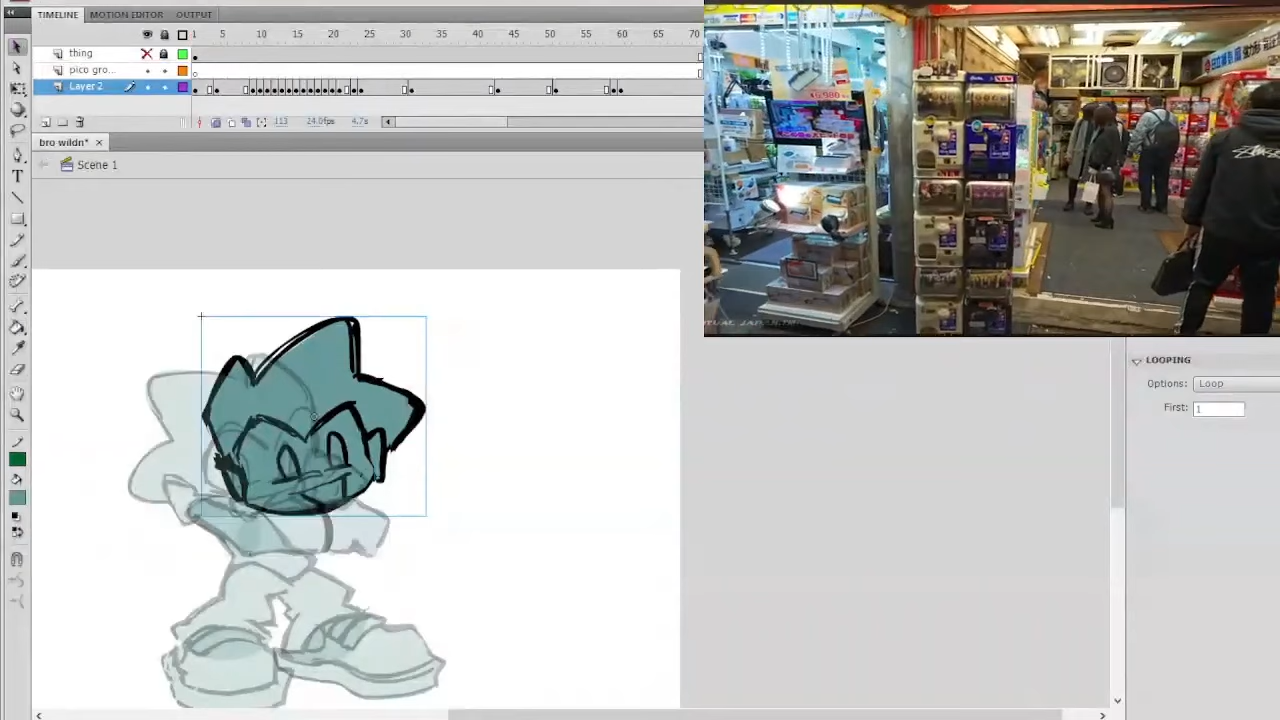 TIMELINE MOTION EDITOR OUTPUT
1 5 10 15 20 25 30 35 40 45 50 55 60 65 70
thing
pico gro...
Layer 2
113 24.0fps 4.7s
bro wildn* ×
Scene 1
NEW
LOOPING
Options: Loop
First: 1